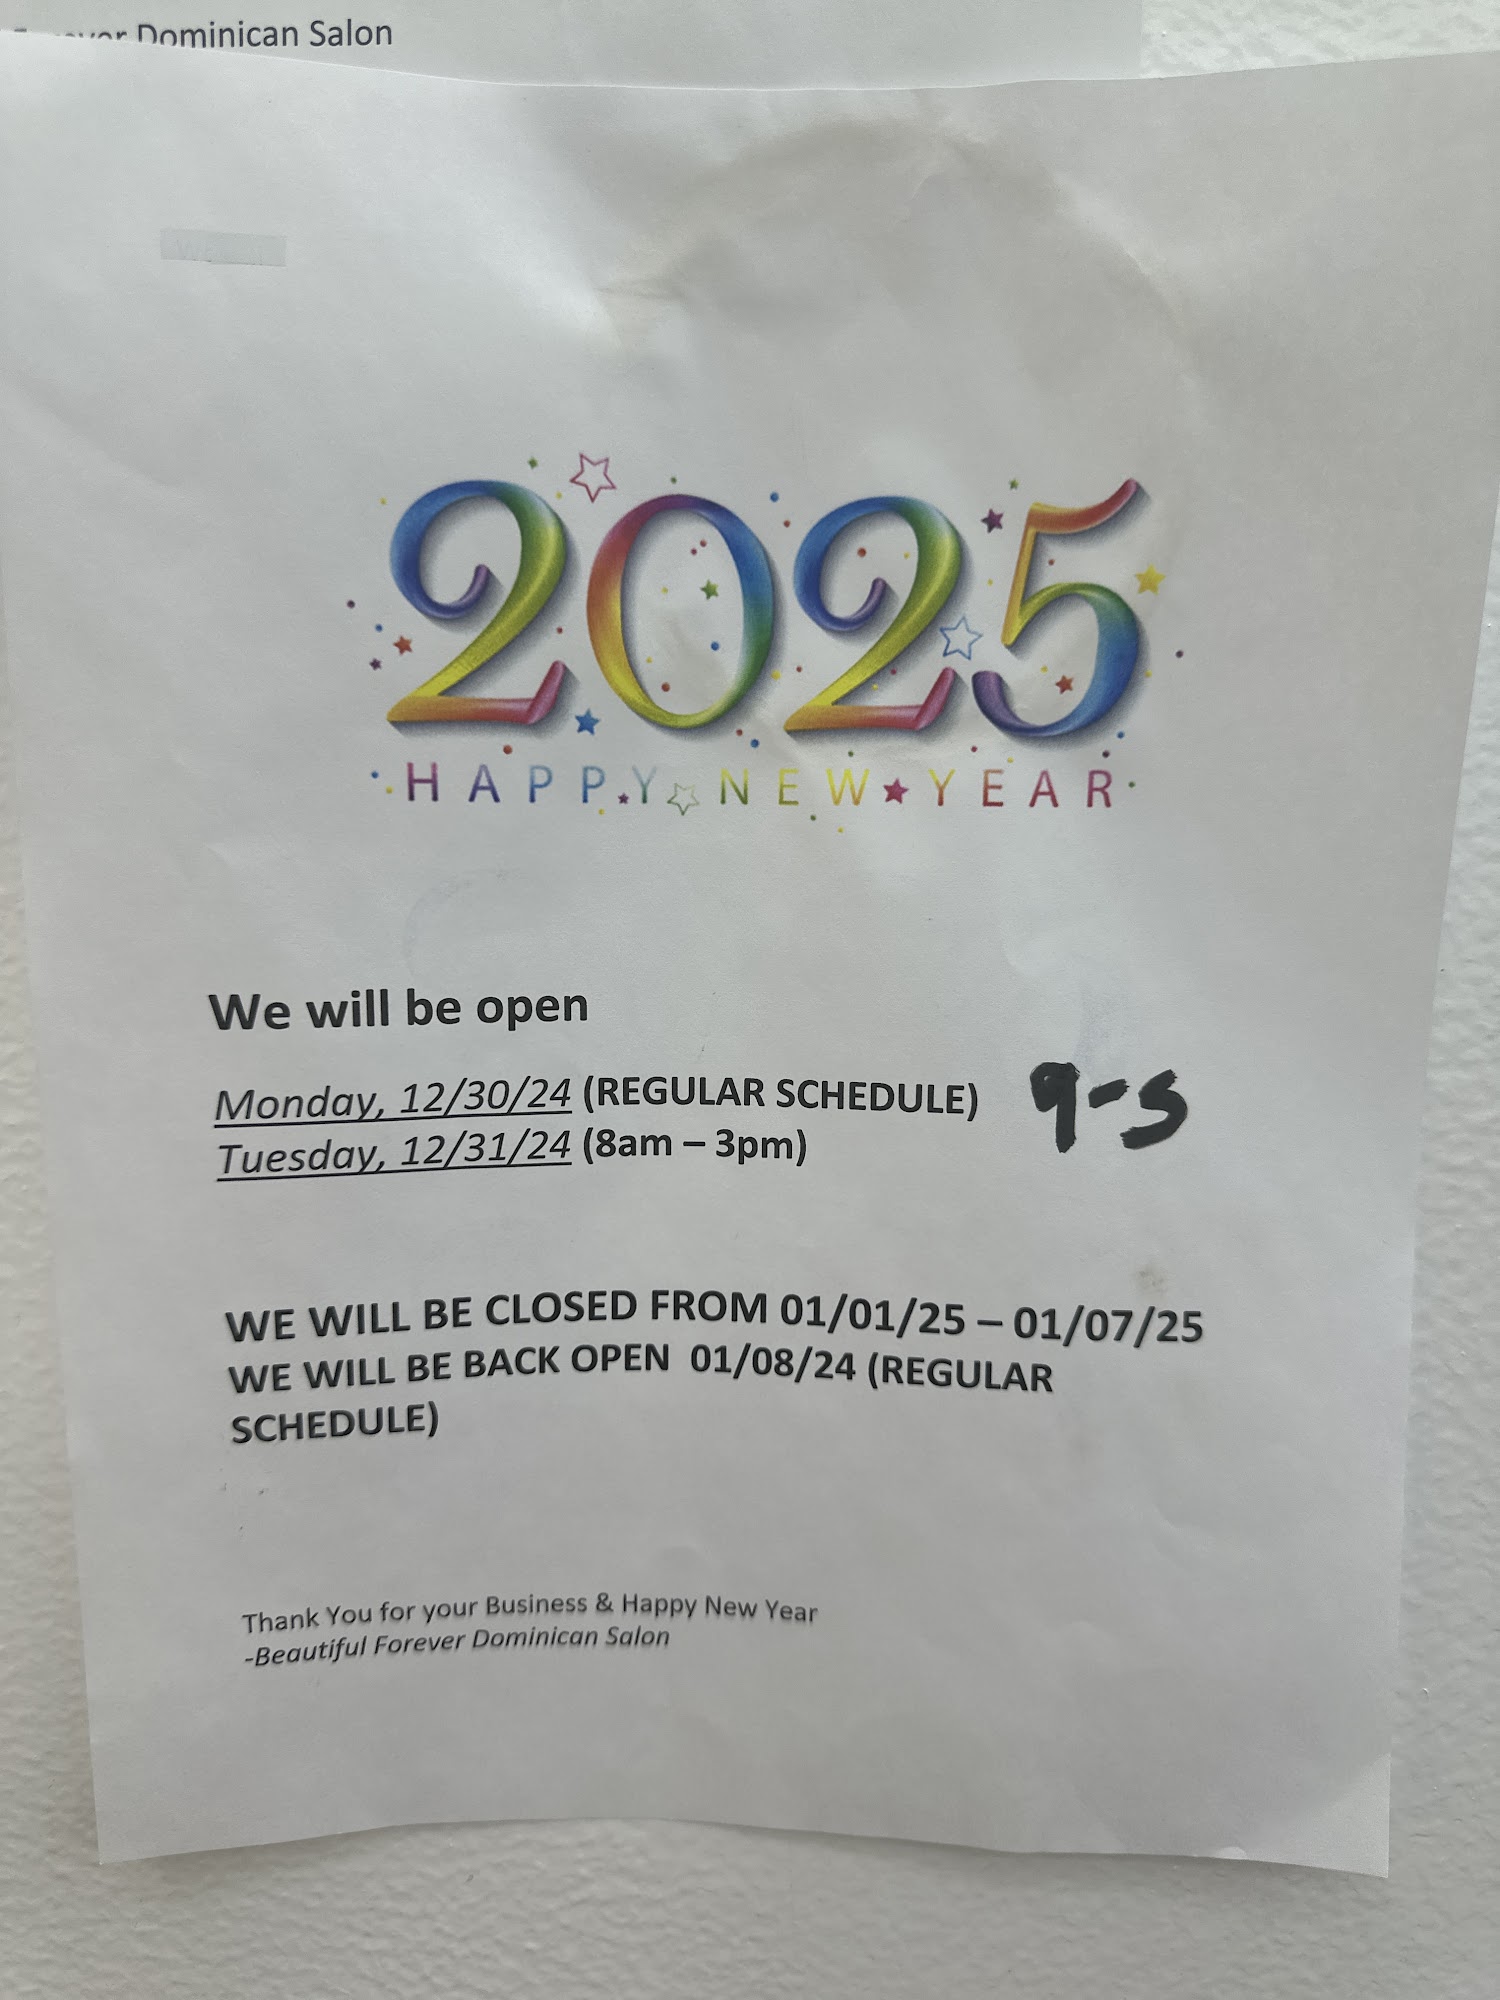 Dominican Salon
2025
HAPPY NEW YEAR
We will be open
Monday, 12/30/24 (REGULAR SCHEDULE) 9-5
Tuesday, 12/31/24 (8am – 3pm)
WE WILL BE CLOSED FROM 01/01/25 – 01/07/25
WE WILL BE BACK OPEN 01/08/24 (REGULAR
SCHEDULE)
Thank You for your Business & Happy New Year
-Beautiful Forever Dominican Salon